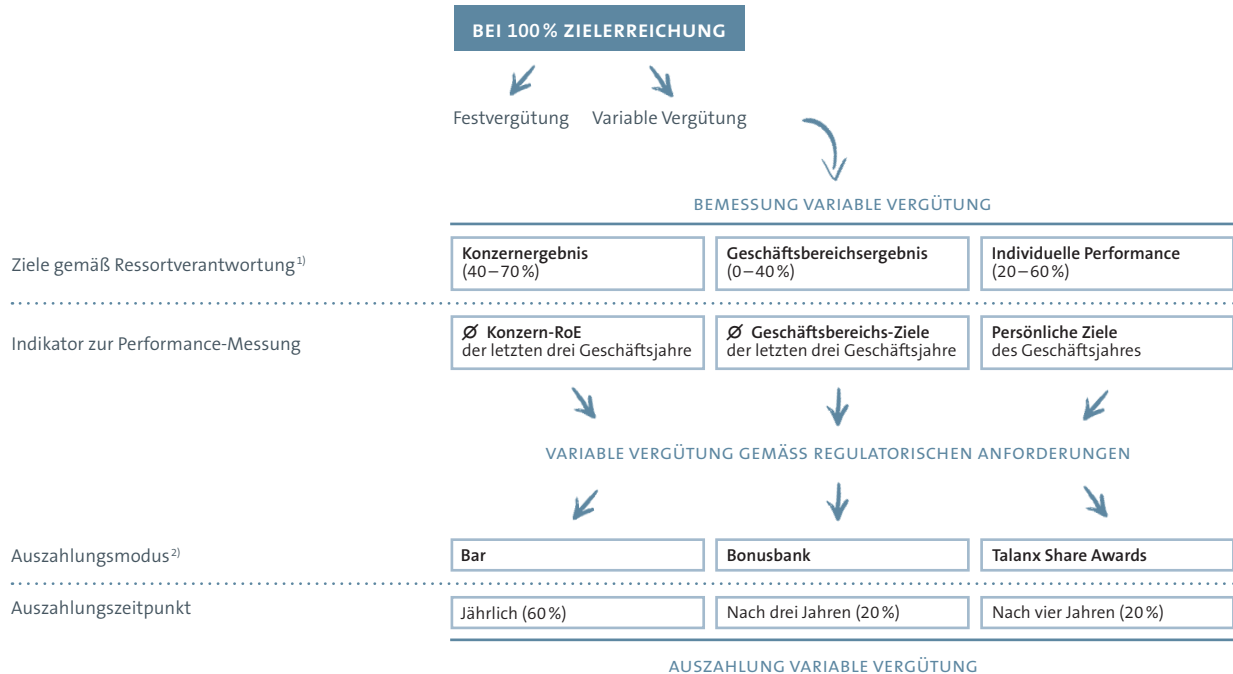 BEI 100 % ZIELERREICHUNG
Festvergütung
Variable Vergütung
BEMESSUNG VARIABLE VERGÜTUNG
Ziele gemäß Ressortverantwortung 1)
Konzernergebnis
(40–70 %)
Geschäftsbereichsergebnis
(0–40 %)
Individuelle Performance
(20–60 %)
Indikator zur Performance-Messung
Ø Konzern-RoE
der letzten drei Geschäftsjahre
Ø Geschäftsbereichs-Ziele
der letzten drei Geschäftsjahre
Persönliche Ziele
des Geschäftsjahres
VARIABLE VERGÜTUNG GEMÄSS REGULATORISCHEN ANFORDERUNGEN
Auszahlungsmodus 2)
Bar
Bonusbank
Talanx Share Awards
Auszahlungszeitpunkt
Jährlich (60 %)
Nach drei Jahren (20 %)
Nach vier Jahren (20 %)
AUSZAHLUNG VARIABLE VERGÜTUNG